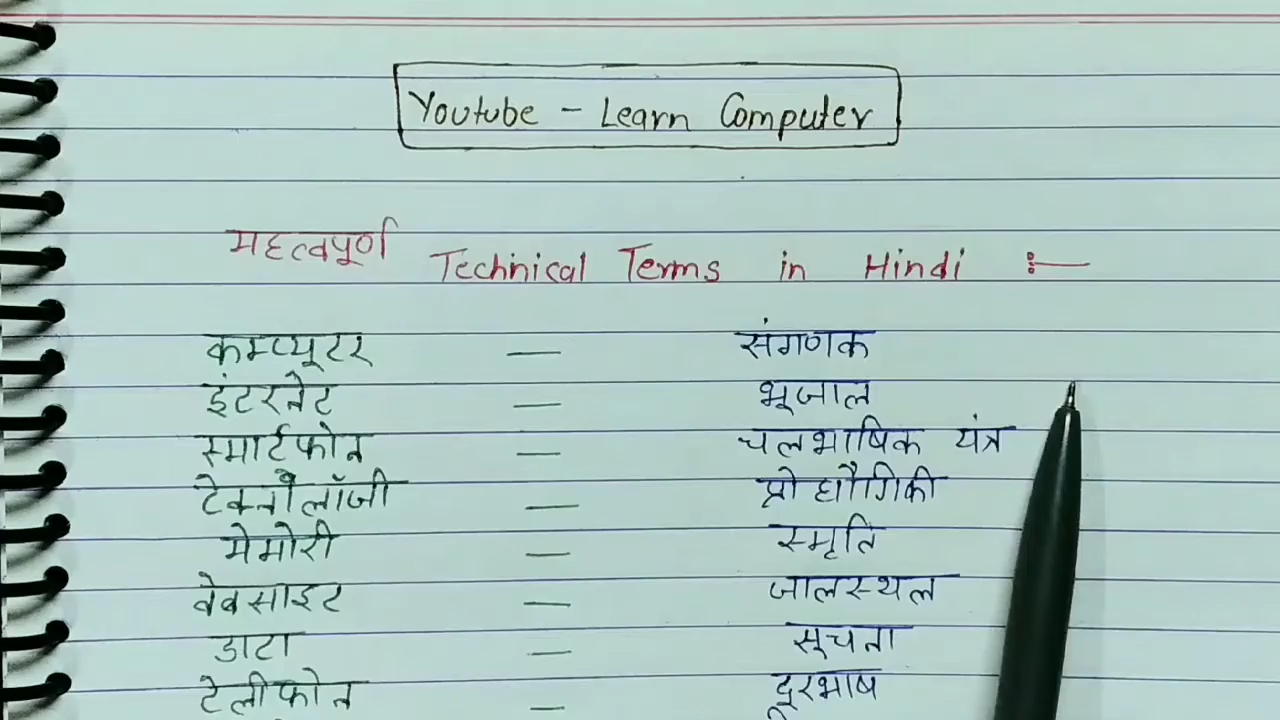 Youtube - Learn Computer
महत्वपूर्ण Technical Terms in Hindi :-
कम्प्यूटर — संगणक
इंटरनेट — भूजाल
स्मार्टफोन — चलभाषिक यंत्र
टेक्नोलॉजी — प्रोद्यौगिकी
मेमोरी — स्मृति
वेबसाइट — जालस्थल
डाटा — सूचना
टेलीफोन — दूरभाष